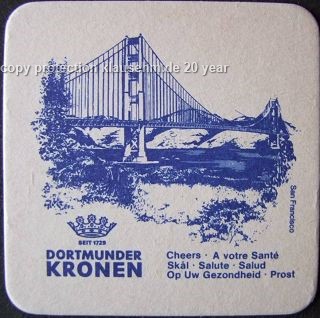 copy protection klausehm.de 20 year
San Francisco
SEIT 1729
DORTMUNDER
KRONEN
Cheers · A votre Santé
Skål · Salute · Salud
Op Uw Gezondheid · Prost